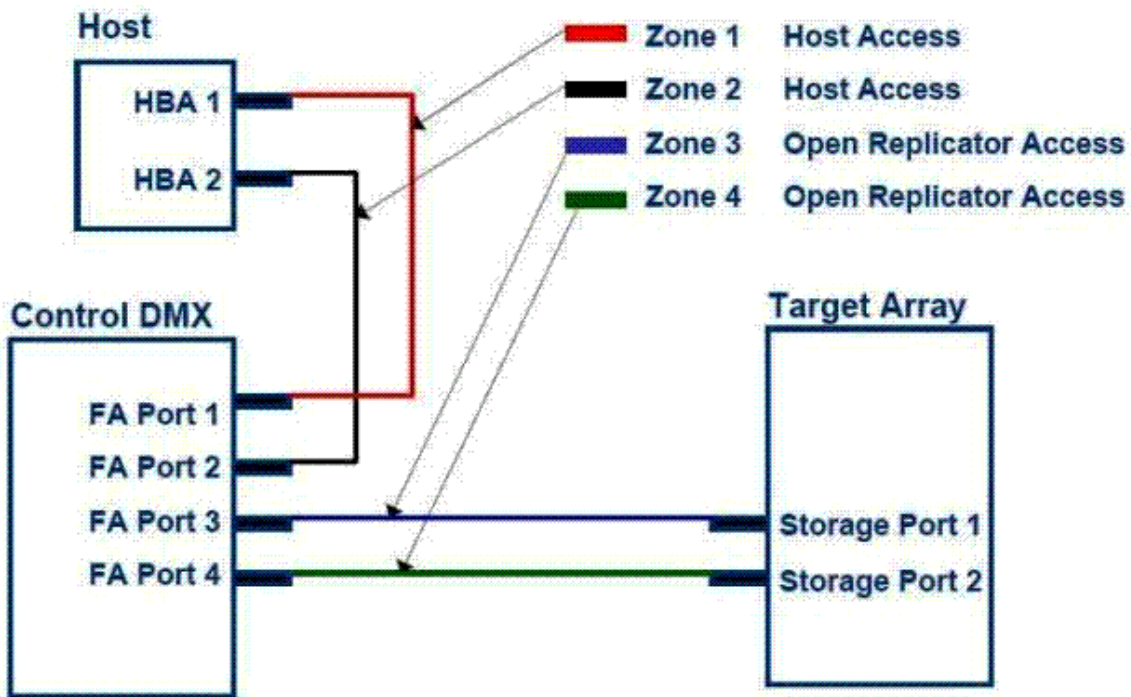 Host
HBA 1
HBA 2
Zone 1 Host Access
Zone 2 Host Access
Zone 3 Open Replicator Access
Zone 4 Open Replicator Access
Control DMX
FA Port 1
FA Port 2
FA Port 3
FA Port 4
Target Array
Storage Port 1
Storage Port 2